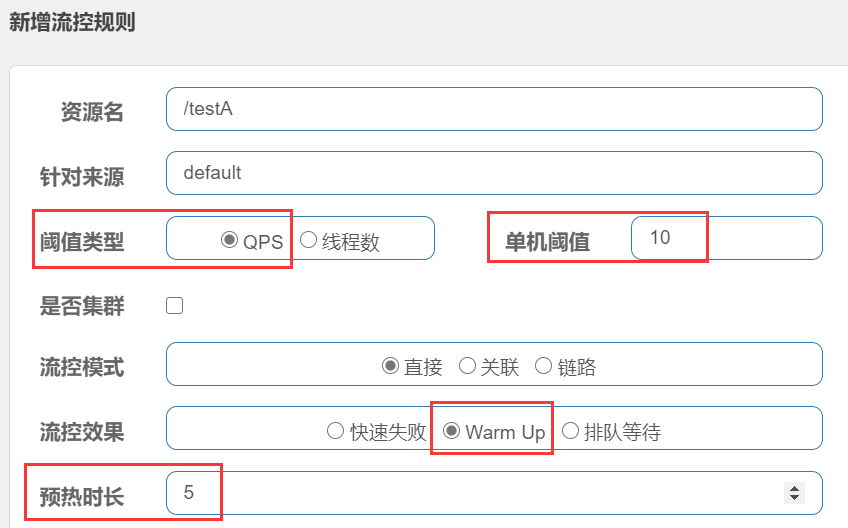 新增流控规则
资源名 /testA
针对来源 default
阈值类型 QPS 线程数 单机阈值 10
是否集群
流控模式 直接 关联 链路
流控效果 快速失败 Warm Up 排队等待
预热时长 5